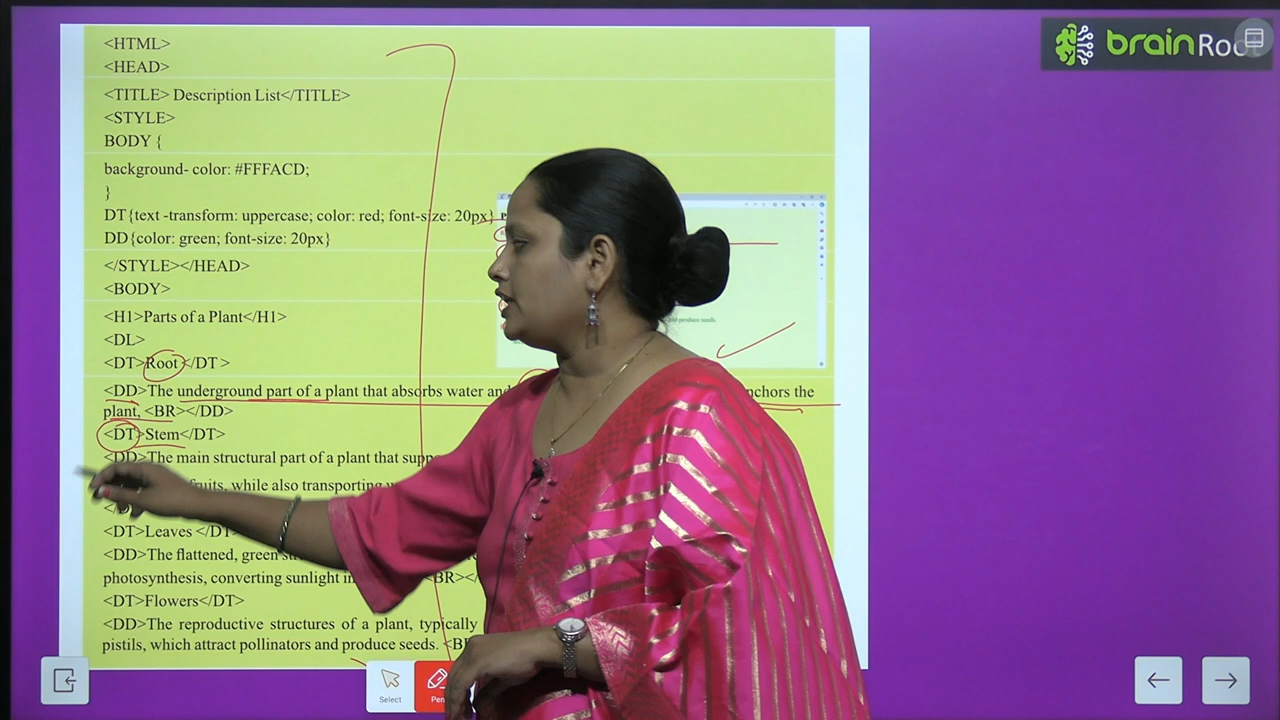 <HTML>
<HEAD>
<TITLE> Description List</TITLE>
<STYLE>
BODY {
background- color: #FFFACD;
}
DT{text -transform: uppercase; color: red; font-size: 20px}
DD{color: green; font-size: 20px}
</STYLE></HEAD>
<BODY>
<H1>Parts of a Plant</H1>
<DL>
<DT>Root </DT >
<DD>The underground part of a plant that absorbs water and
plant, <BR></DD>
<DT>Stem</DT>
<DD>The main structural part of a plant that
while also transporting
<DT>Leaves </DT>
<DD>The flattened, green
photosynthesis, converting sunlight <BR>
<DT>Flowers</DT>
<DD>The reproductive structures of a plant, typically
pistils, which attract pollinators and produce seeds.
produce seeds.
brainRoot
Select
Pen